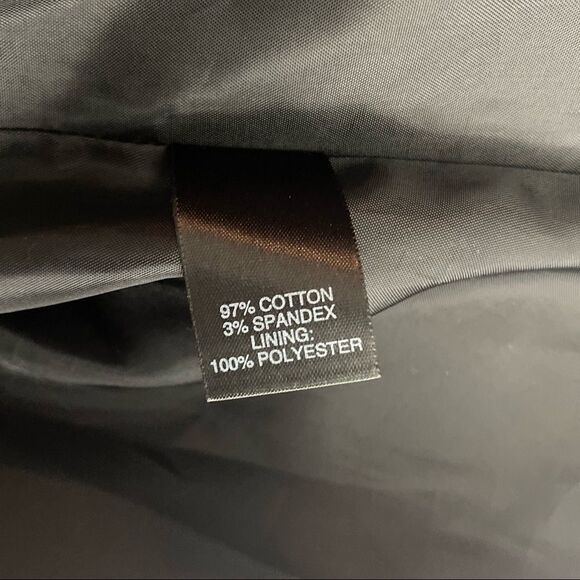 97% COTTON
3% SPANDEX
LINING:
100% POLYESTER